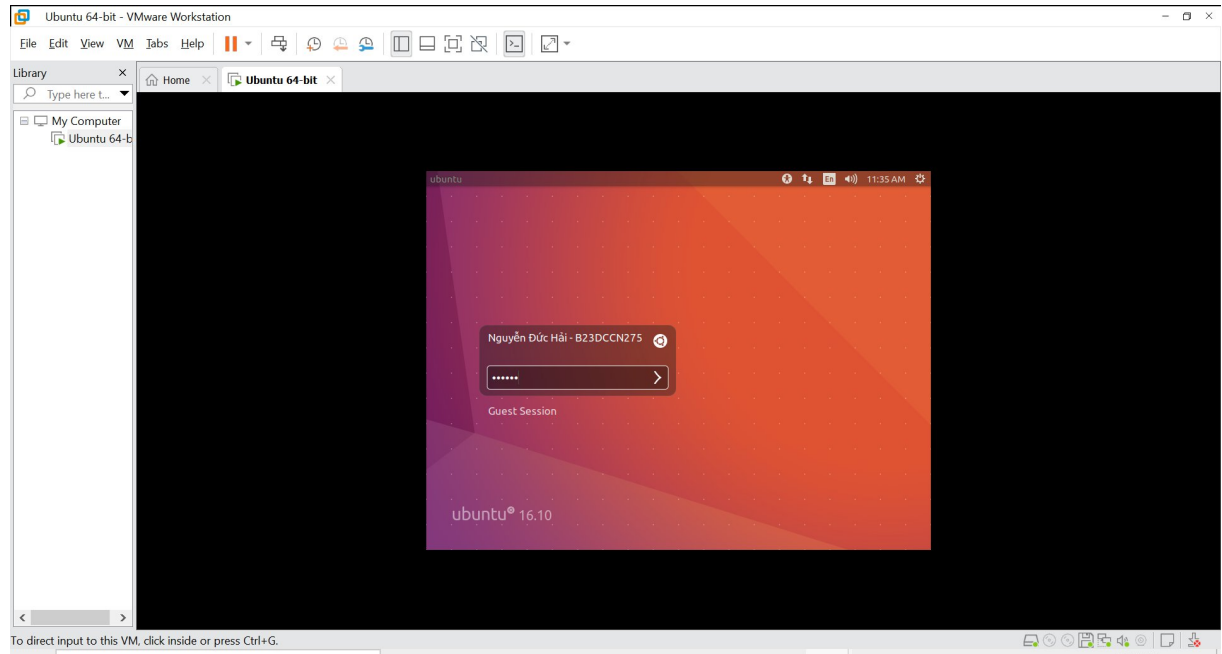 Ubuntu 64-bit - VMware Workstation
File Edit View VM Tabs Help
Library
Home
Ubuntu 64-bit
Type here t...
My Computer
Ubuntu 64-b
ubuntu
En
11:35 AM
Nguyễn Đức Hải - B23DCCN275
••••••
Guest Session
ubuntu® 16.10
To direct input to this VM, click inside or press Ctrl+G.